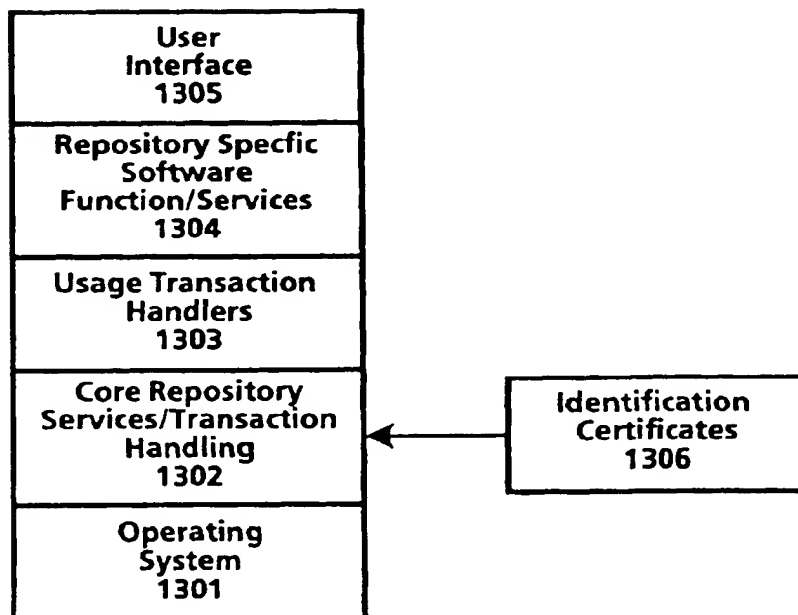 User
Interface
1305
Repository Specfic
Software
Function/Services
1304
Usage Transaction
Handlers
1303
Core Repository
Services/Transaction
Handling
1302
Identification
Certificates
1306
Operating
System
1301